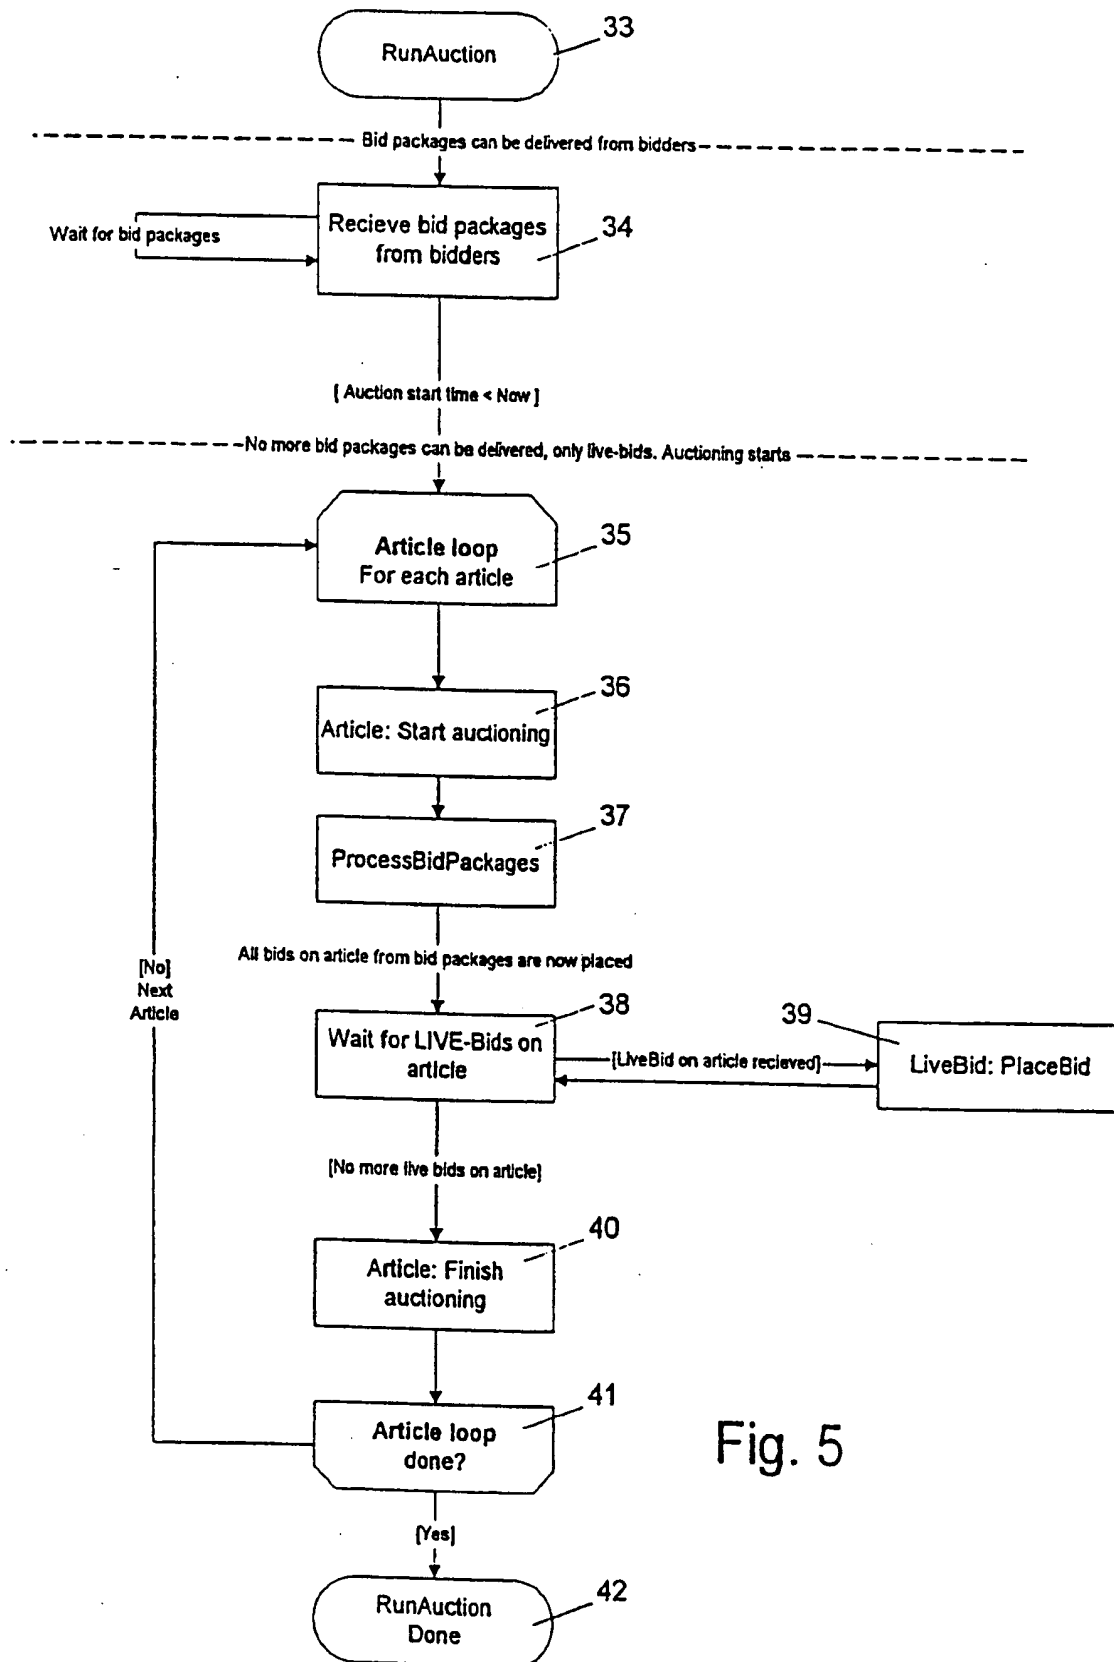 33
RunAuction
Bid packages can be delivered from bidders
Recieve bid packages
from bidders
34
Wait for bid packages
[ Auction start time < Now ]
No more bid packages can be delivered, only live-bids. Auctioning starts
35
Article loop
For each article
36
Article: Start auctioning
37
ProcessBidPackages
All bids on article from bid packages are now placed
[No]
Next
Article
38
Wait for LIVE-Bids on
article
[LiveBid on article recieved]
39
LiveBid: PlaceBid
[No more live bids on article]
40
Article: Finish
auctioning
41
Article loop
done?
Fig. 5
[Yes]
42
RunAuction
Done